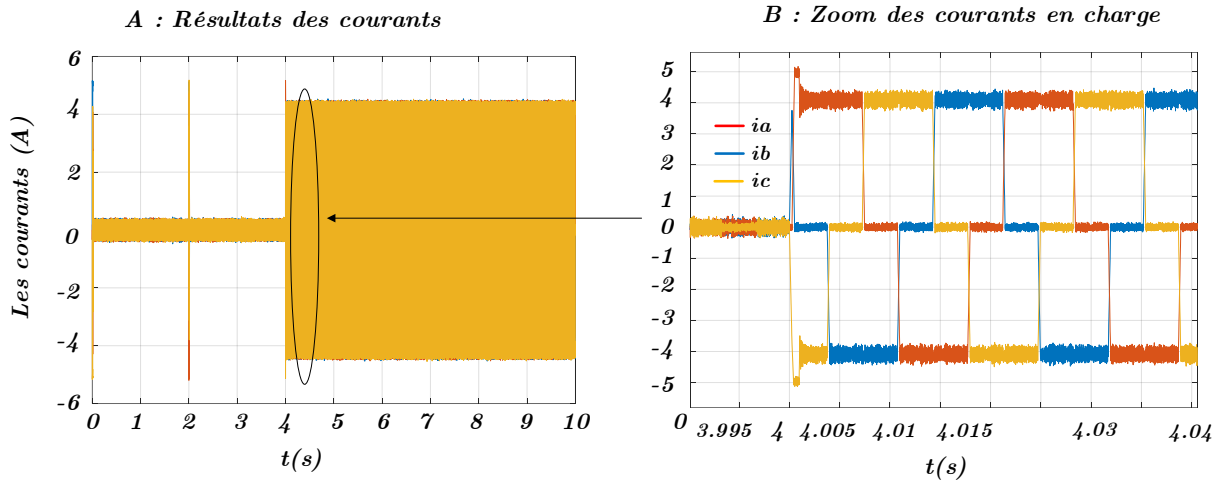 A : Résultats des courants
6
4
2
0
-2
-4
-6
Les courants (A)
0 1 2 3 4 5 6 7 8 9 10
t(s)
B : Zoom des courants en charge
5
4
3
2
1
0
-1
-2
-3
-4
-5
ia
ib
ic
0 3.995 4 4.005 4.01 4.015 4.03 4.04
t(s)